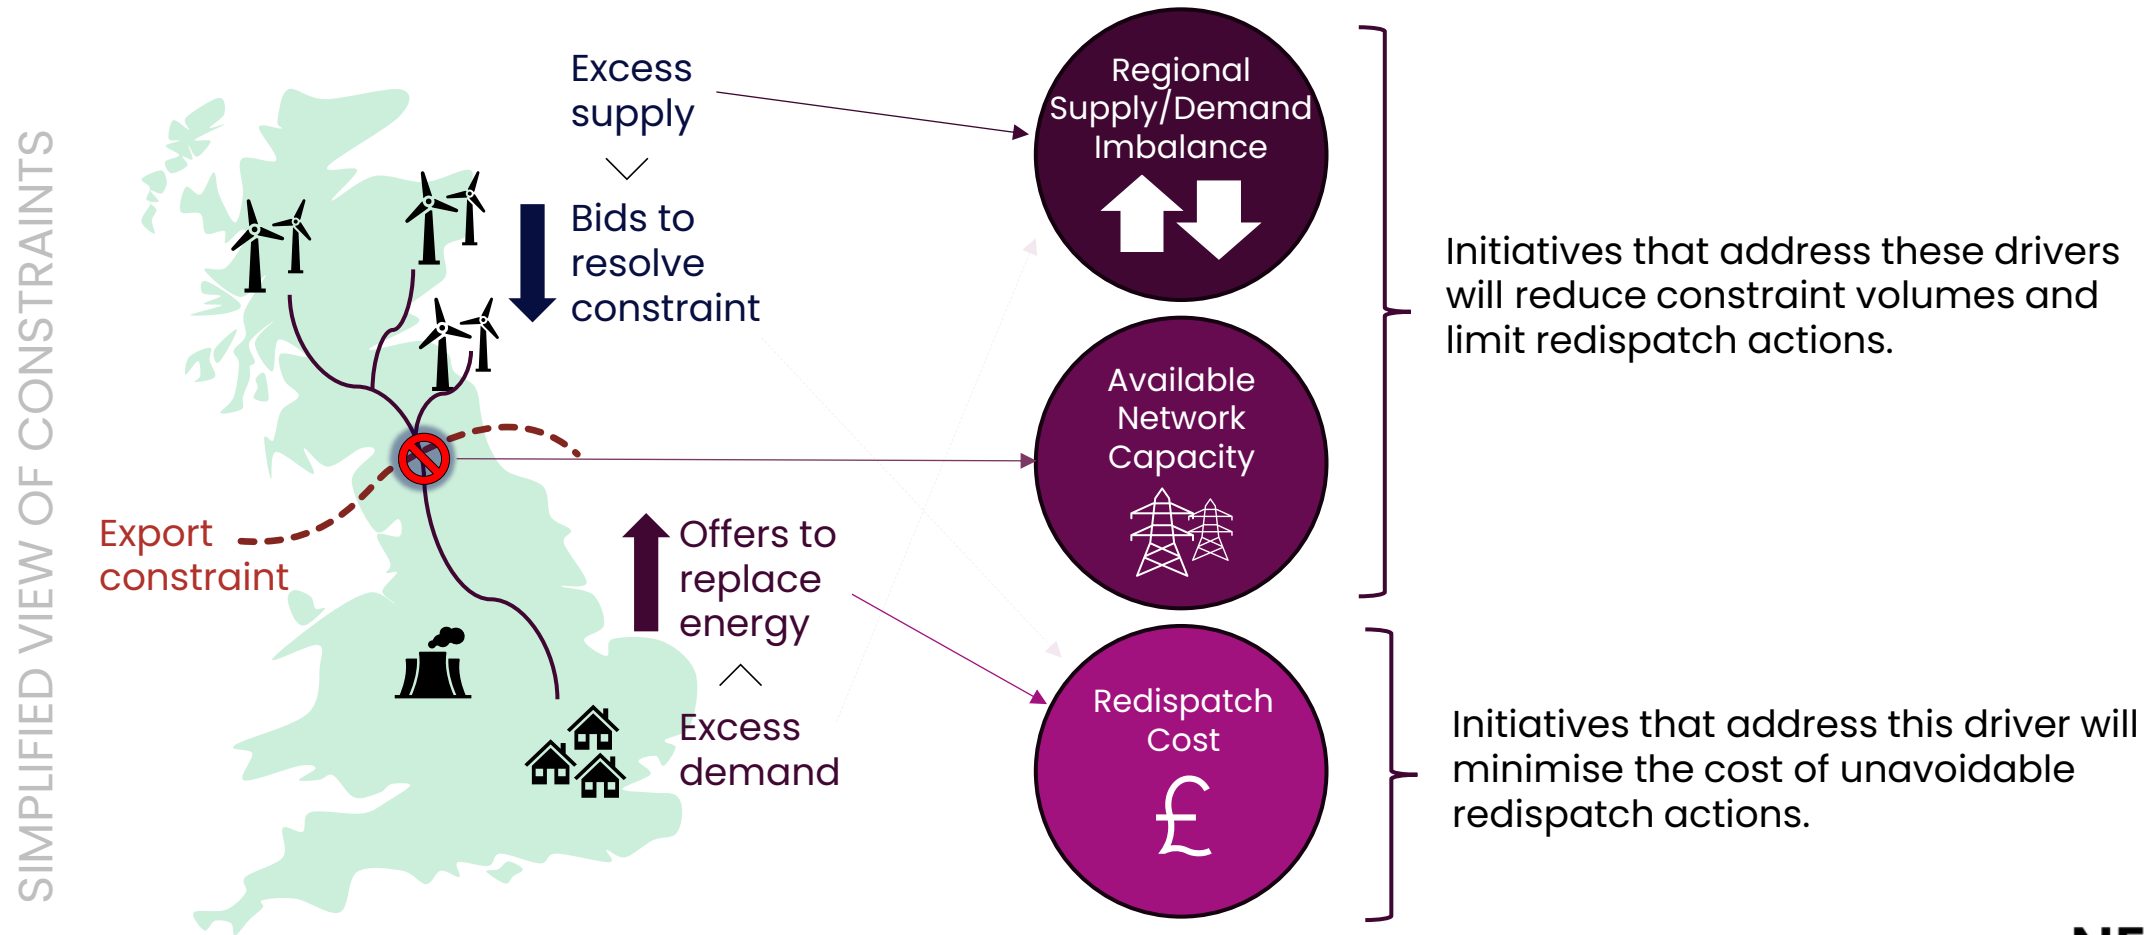 SIMPLIFIED VIEW OF CONSTRAINTS
Excess
supply
Bids to
resolve
constraint
Export
constraint
Offers to
replace
energy
Excess
demand
Regional
Supply/Demand
Imbalance
Available
Network
Capacity
Redispatch
Cost
£
Initiatives that address these drivers
will reduce constraint volumes and
limit redispatch actions.
Initiatives that address this driver will
minimise the cost of unavoidable
redispatch actions.